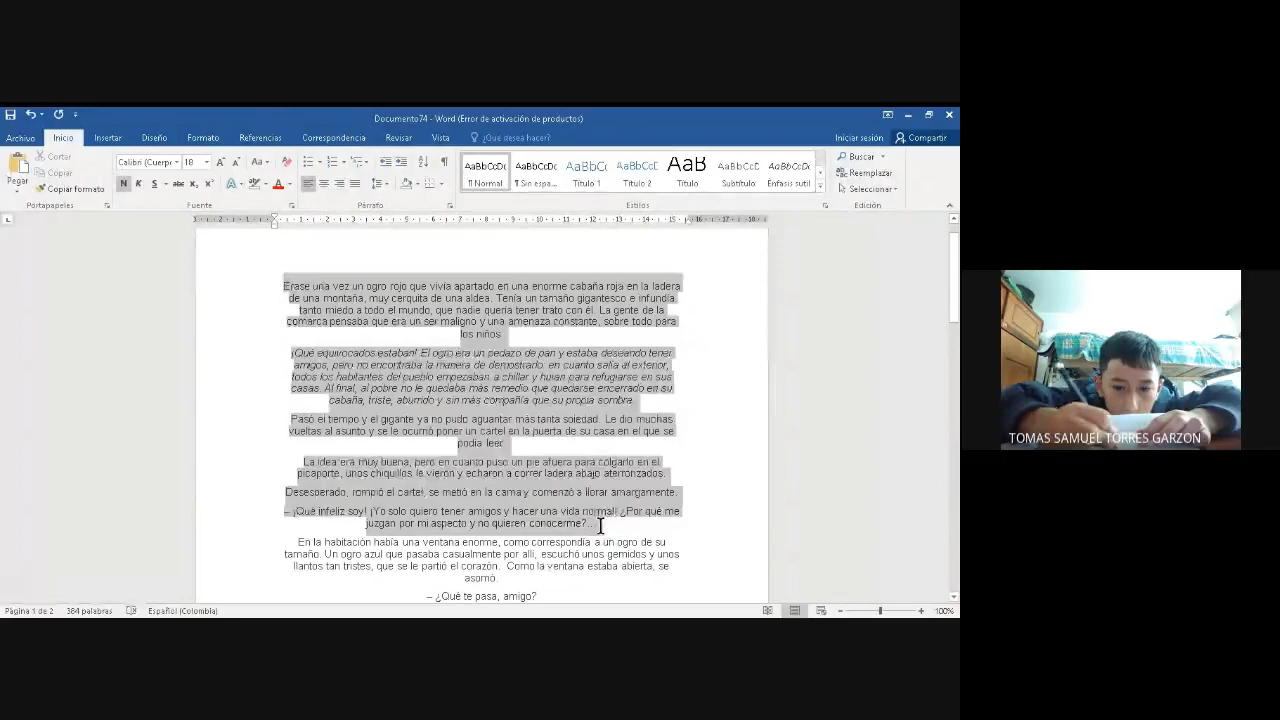 Documento74 - Word (Error de activación de productos)
Archivo Inicio Insertar Diseño Formato Referencias Correspondencia Revisar Vista ¿Qué desea hacer? Iniciar sesión Compartir
Pegar Cortar
Copiar
Copiar formato
Calibri (Cuerp 18 Aa
N K S abc x₂ x² A A
AaBbCcDc AaBbCcDc AaBbCc AaBbCcD AaB AaBbCcD AaBbCcDc
¶ Normal ¶ Sin espa... Título 1 Título 2 Título Subtítulo Énfasis sutil
Buscar
Reemplazar
Seleccionar
Portapapeles Fuente Párrafo Estilos Edición
Erase una vez un ogro rojo que vivía apartado en una enorme cabaña roja en la ladera
de una montaña, muy cerquita de una aldea. Tenía un tamaño gigantesco e infundía
tanto miedo a todo el mundo, que nadie quería tener trato con él. La gente de la
comarca pensaba que era un ser maligno y una amenaza constante, sobre todo para
los niños
¡Qué equivocados estaban! El ogro era un pedazo de pan y estaba deseando tener
amigos, pero no encontraba la manera de demostrarlo: en cuanto salía al exterior,
todos los habitantes del pueblo empezaban a chillar y huían para refugiarse en sus
casas. Al final, al pobre no le quedaba más remedio que quedarse encerrado en su
cabaña, triste, aburrido y sin más compañía que su propia sombra.
Pasó el tiempo y el gigante ya no pudo aguantar más tanta soledad. Le dio muchas
vueltas al asunto y se le ocurrió poner un cartel en la puerta de su casa en el que se
podía leer
La idea era muy buena, pero en cuanto puso un pie afuera para colgarlo en el
picaporte, unos chiquillos le vieron y echaron a correr ladera abajo aterrorizados.
Desesperado, rompió el cartel, se metió en la cama y comenzó a llorar amargamente.
– ¡Qué infeliz soy! ¡Yo solo quiero tener amigos y hacer una vida normal! ¿Por qué me
juzgan por mi aspecto y no quieren conocerme?...
En la habitación había una ventana enorme, como correspondía a un ogro de su
tamaño. Un ogro azul que pasaba casualmente por allí, escuchó unos gemidos y unos
llantos tan tristes, que se le partió el corazón. Como la ventana estaba abierta, se
asomó.
– ¿Qué te pasa, amigo?
Página 1 de 2 384 palabras Español (Colombia) 100%
TOMAS SAMUEL TORRES GARZON